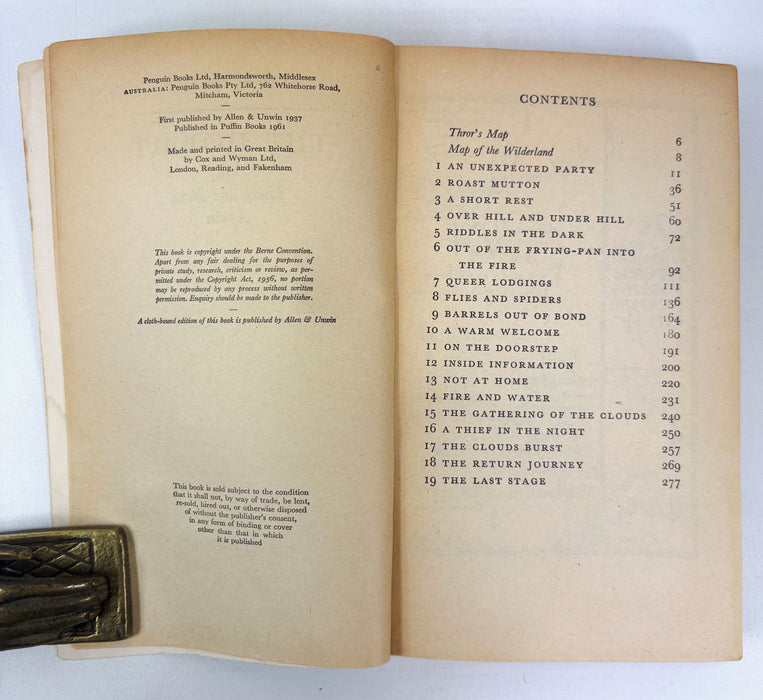 Penguin Books Ltd, Harmondsworth, Middlesex
AUSTRALIA: Penguin Books Pty Ltd, 762 Whitehorse Road,
Mitcham, Victoria
—
First published by Allen & Unwin 1937
Published in Puffin Books 1961
—
Made and printed in Great Britain
by Cox and Wyman Ltd,
London, Reading, and Fakenham
This book is copyright under the Berne Convention.
Apart from any fair dealing for the purposes of
private study, research, criticism or review, as per-
mitted under the Copyright Act, 1956, no portion
may be reproduced by any process without written
permission. Enquiry should be made to the publisher.
—
A cloth-bound edition of this book is published by Allen & Unwin
This book is sold subject to the condition
that it shall not, by way of trade, be lent,
re-sold, hired out, or otherwise disposed
of without the publisher's consent,
in any form of binding or cover
other than that in which
it is published
CONTENTS
Thror's Map 6
Map of the Wilderland 8
1 AN UNEXPECTED PARTY 11
2 ROAST MUTTON 36
3 A SHORT REST 51
4 OVER HILL AND UNDER HILL 60
5 RIDDLES IN THE DARK 72
6 OUT OF THE FRYING-PAN INTO
THE FIRE 92
7 QUEER LODGINGS 111
8 FLIES AND SPIDERS 136
9 BARRELS OUT OF BOND 164
10 A WARM WELCOME 180
11 ON THE DOORSTEP 191
12 INSIDE INFORMATION 200
13 NOT AT HOME 220
14 FIRE AND WATER 231
15 THE GATHERING OF THE CLOUDS 240
16 A THIEF IN THE NIGHT 250
17 THE CLOUDS BURST 257
18 THE RETURN JOURNEY 269
19 THE LAST STAGE 277